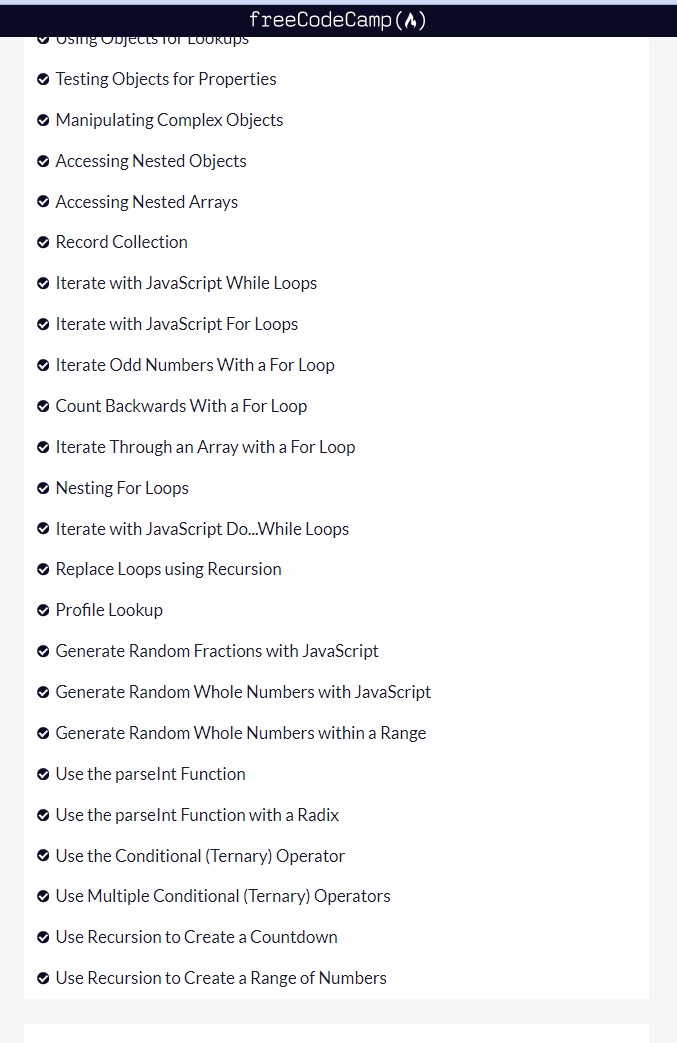 freeCodeCamp
Using Objects for Lookups
Testing Objects for Properties
Manipulating Complex Objects
Accessing Nested Objects
Accessing Nested Arrays
Record Collection
Iterate with JavaScript While Loops
Iterate with JavaScript For Loops
Iterate Odd Numbers With a For Loop
Count Backwards With a For Loop
Iterate Through an Array with a For Loop
Nesting For Loops
Iterate with JavaScript Do...While Loops
Replace Loops using Recursion
Profile Lookup
Generate Random Fractions with JavaScript
Generate Random Whole Numbers with JavaScript
Generate Random Whole Numbers within a Range
Use the parseInt Function
Use the parseInt Function with a Radix
Use the Conditional (Ternary) Operator
Use Multiple Conditional (Ternary) Operators
Use Recursion to Create a Countdown
Use Recursion to Create a Range of Numbers